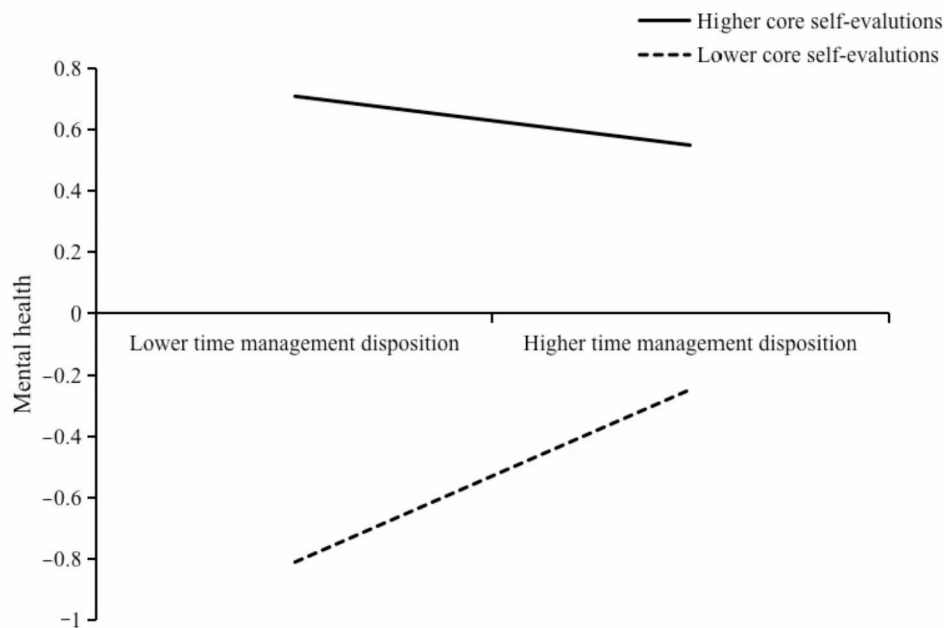 Higher core self-evalutions
Lower core self-evalutions
0.8
0.6
0.4
0.2
0
−0.2
−0.4
−0.6
−0.8
−1
Mental health
Lower time management disposition
Higher time management disposition